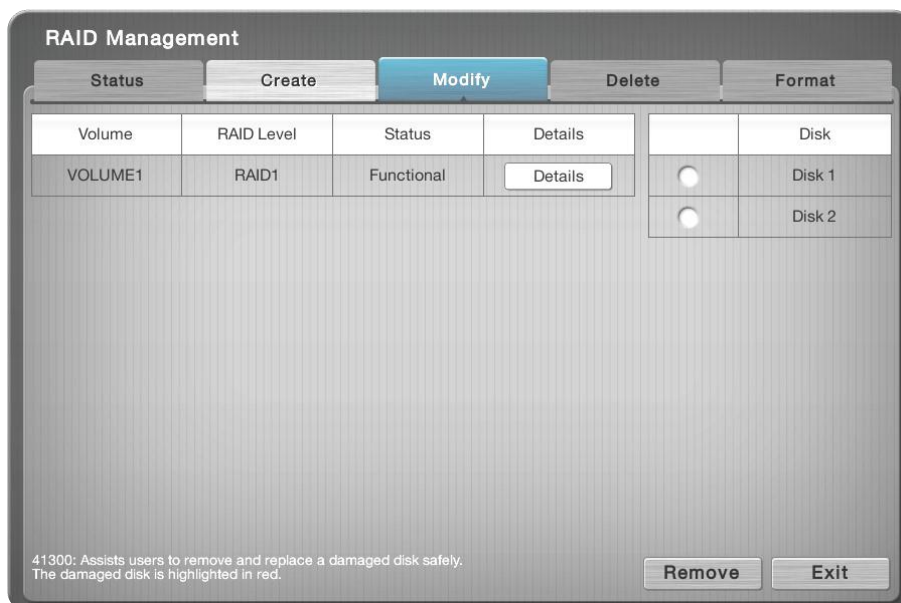 RAID Management
Status Create Modify Delete Format
Volume RAID Level Status Details Disk
VOLUME1 RAID1 Functional Details Disk 1
Disk 2
41300: Assists users to remove and replace a damaged disk safely.
The damaged disk is highlighted in red.
Remove Exit